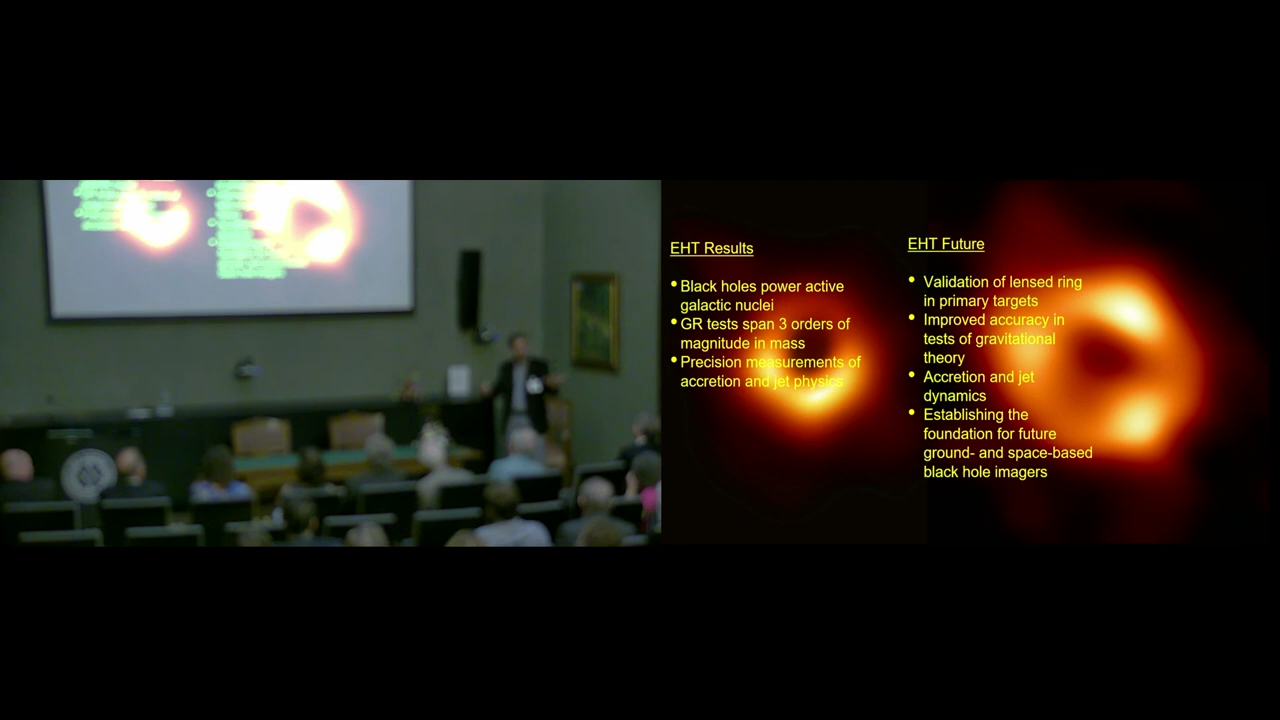 EHT Results
• Black holes power active
galactic nuclei
• GR tests span 3 orders of
magnitude in mass
• Precision measurements of
accretion and jet physics
EHT Future
• Validation of lensed ring
in primary targets
• Improved accuracy in
tests of gravitational
theory
• Accretion and jet
dynamics
• Establishing the
foundation for future
ground- and space-based
black hole imagers